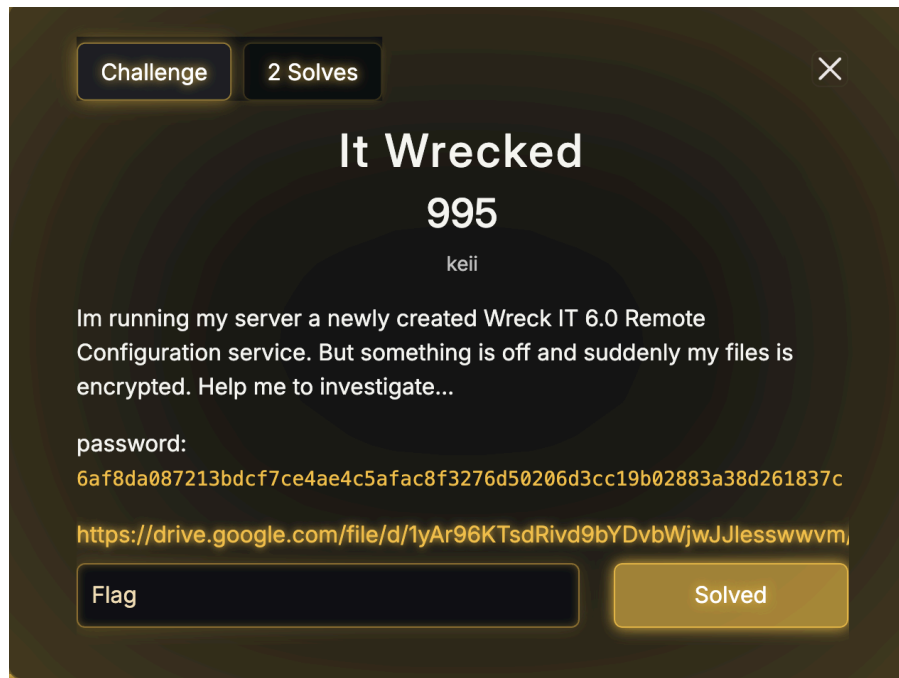 Challenge
2 Solves
It Wrecked
995
keii
Im running my server a newly created Wreck IT 6.0 Remote
Configuration service. But something is off and suddenly my files is
encrypted. Help me to investigate...
password:
6af8da087213bdcf7ce4ae4c5afac8f3276d50206d3cc19b02883a38d261837c
https://drive.google.com/file/d/1yAr96KTsdRivd9bYDvbWjwJJlesswwvm/
Flag
Solved